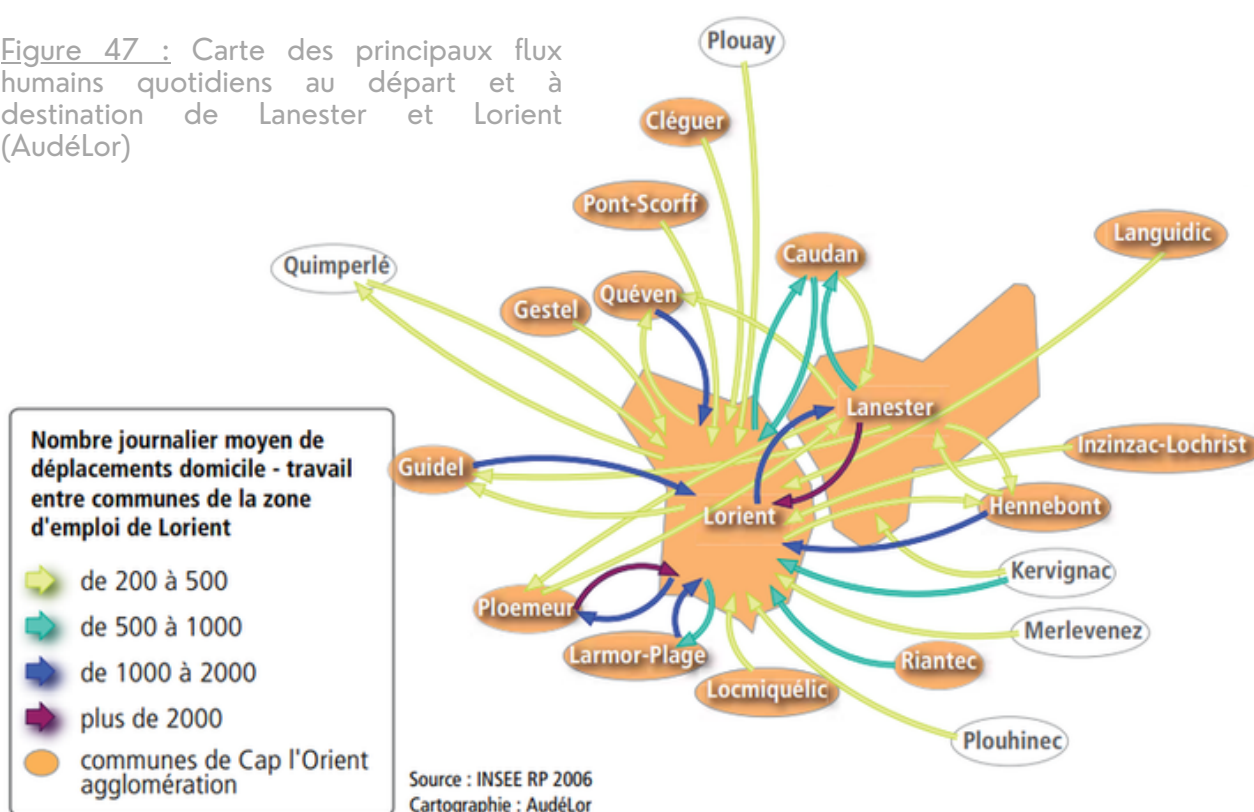 Figure 47 : Carte des principaux flux
humains quotidiens au départ et à
destination de Lanester et Lorient
(AudéLor)
Plouay
Cléguer
Pont-Scorff
Languidic
Caudan
Quimperlé
Quéven
Gestel
Lanester
Inzinzac-Lochrist
Guidel
Hennebont
Lorient
Kervignac
Ploemeur
Merlevenez
Larmor-Plage
Riantec
Locmiquélic
Plouhinec
Nombre journalier moyen de
déplacements domicile - travail
entre communes de la zone
d'emploi de Lorient
de 200 à 500
de 500 à 1000
de 1000 à 2000
plus de 2000
communes de Cap l'Orient
agglomération
Source : INSEE RP 2006
Cartographie : AudéLor